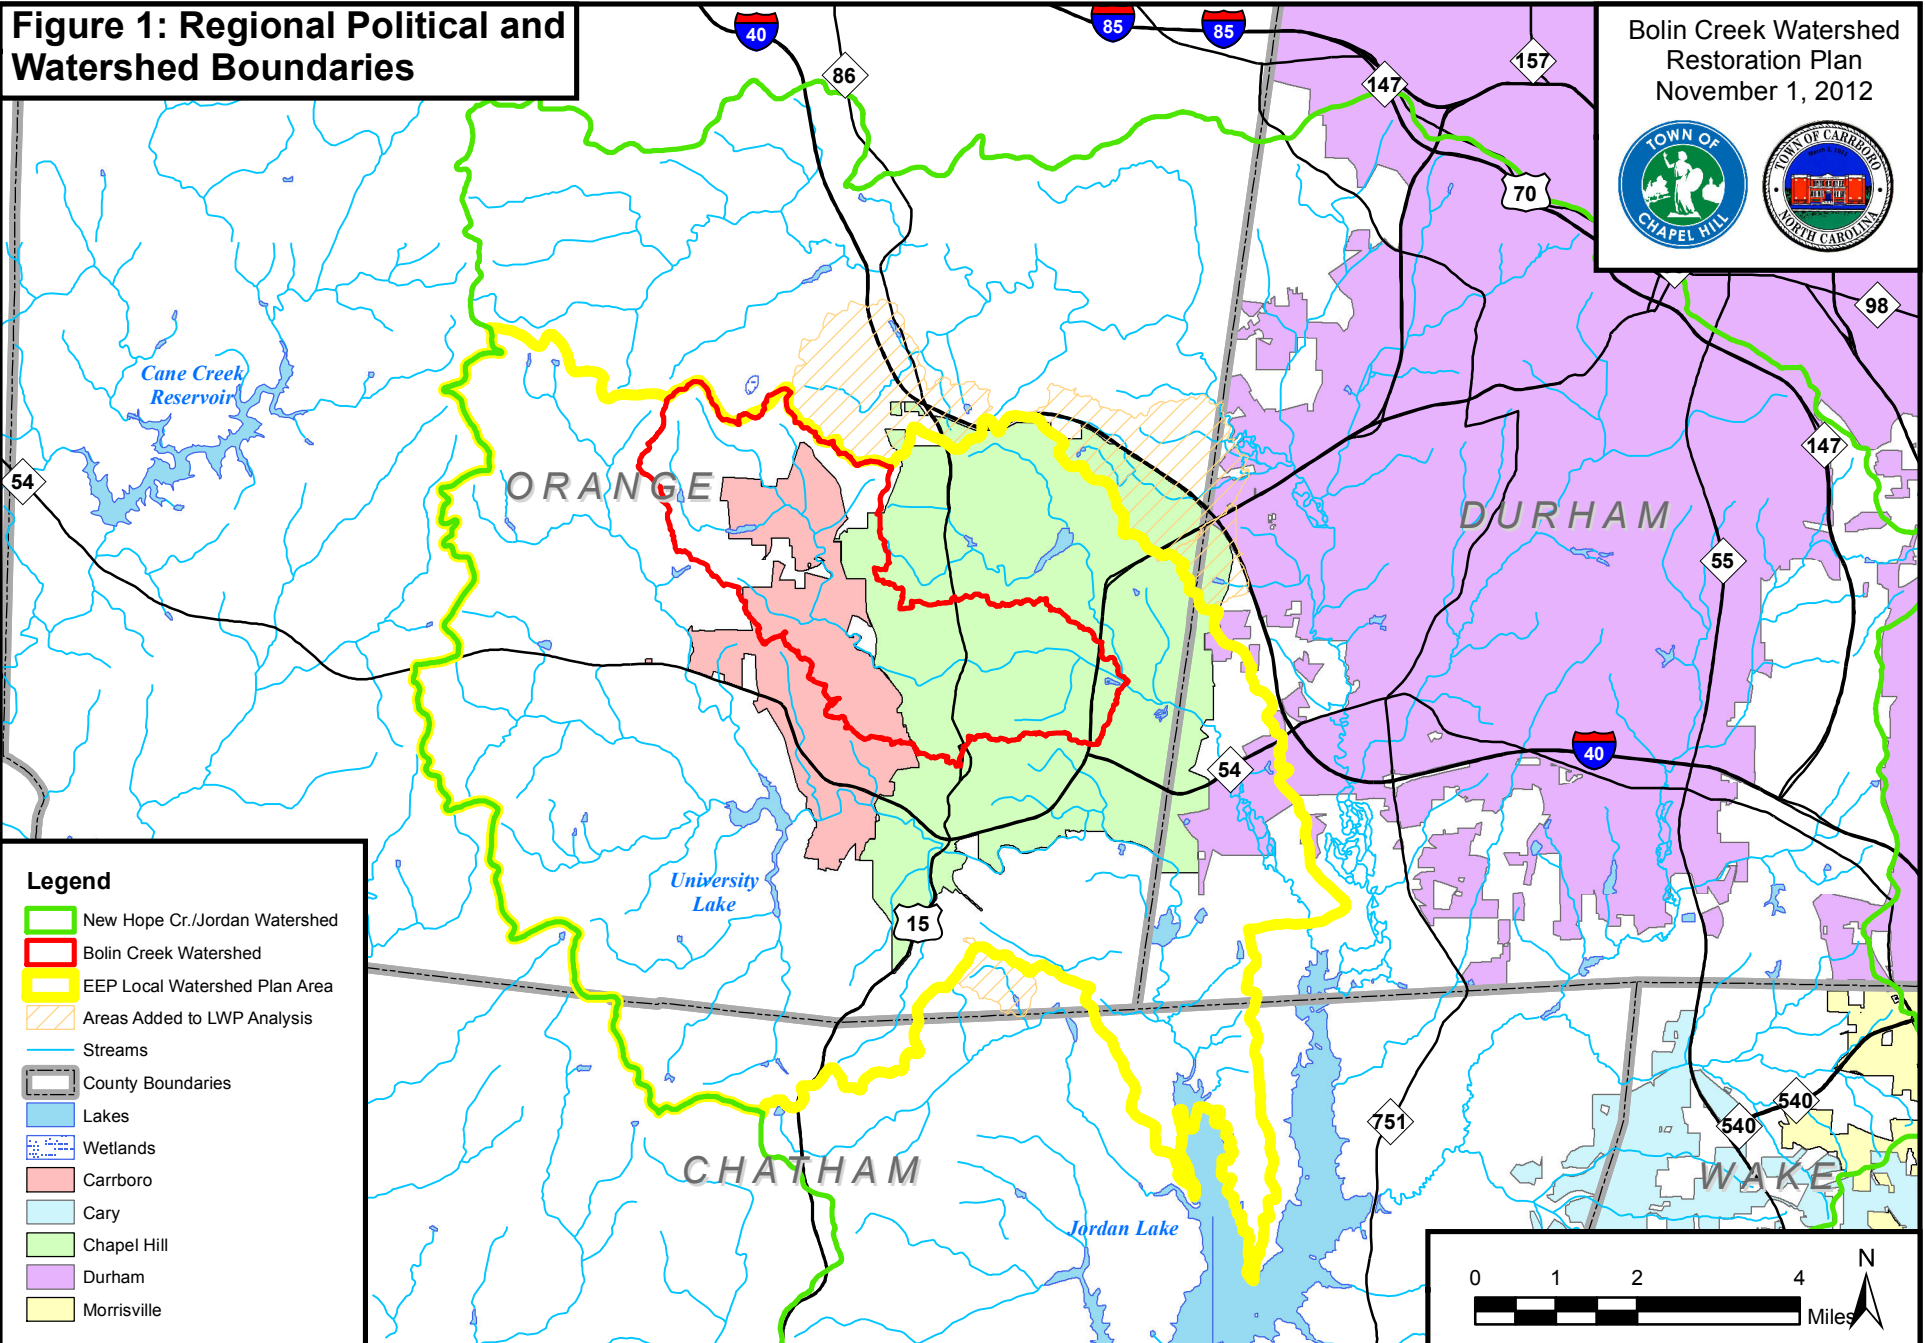 Figure 1: Regional Political and
Watershed Boundaries
Bolin Creek Watershed
Restoration Plan
November 1, 2012
TOWN OF
CHAPEL HILL
TOWN OF CARRBORO
NORTH CAROLINA
40
85
85
86
147
157
70
98
Cane Creek
Reservoir
54
ORANGE
DURHAM
147
55
54
40
University
Lake
15
751
540
540
CHATHAM
WAKE
Jordan Lake
Legend
New Hope Cr./Jordan Watershed
Bolin Creek Watershed
EEP Local Watershed Plan Area
Areas Added to LWP Analysis
Streams
County Boundaries
Lakes
Wetlands
Carrboro
Cary
Chapel Hill
Durham
Morrisville
0 1 2 4
Miles
N